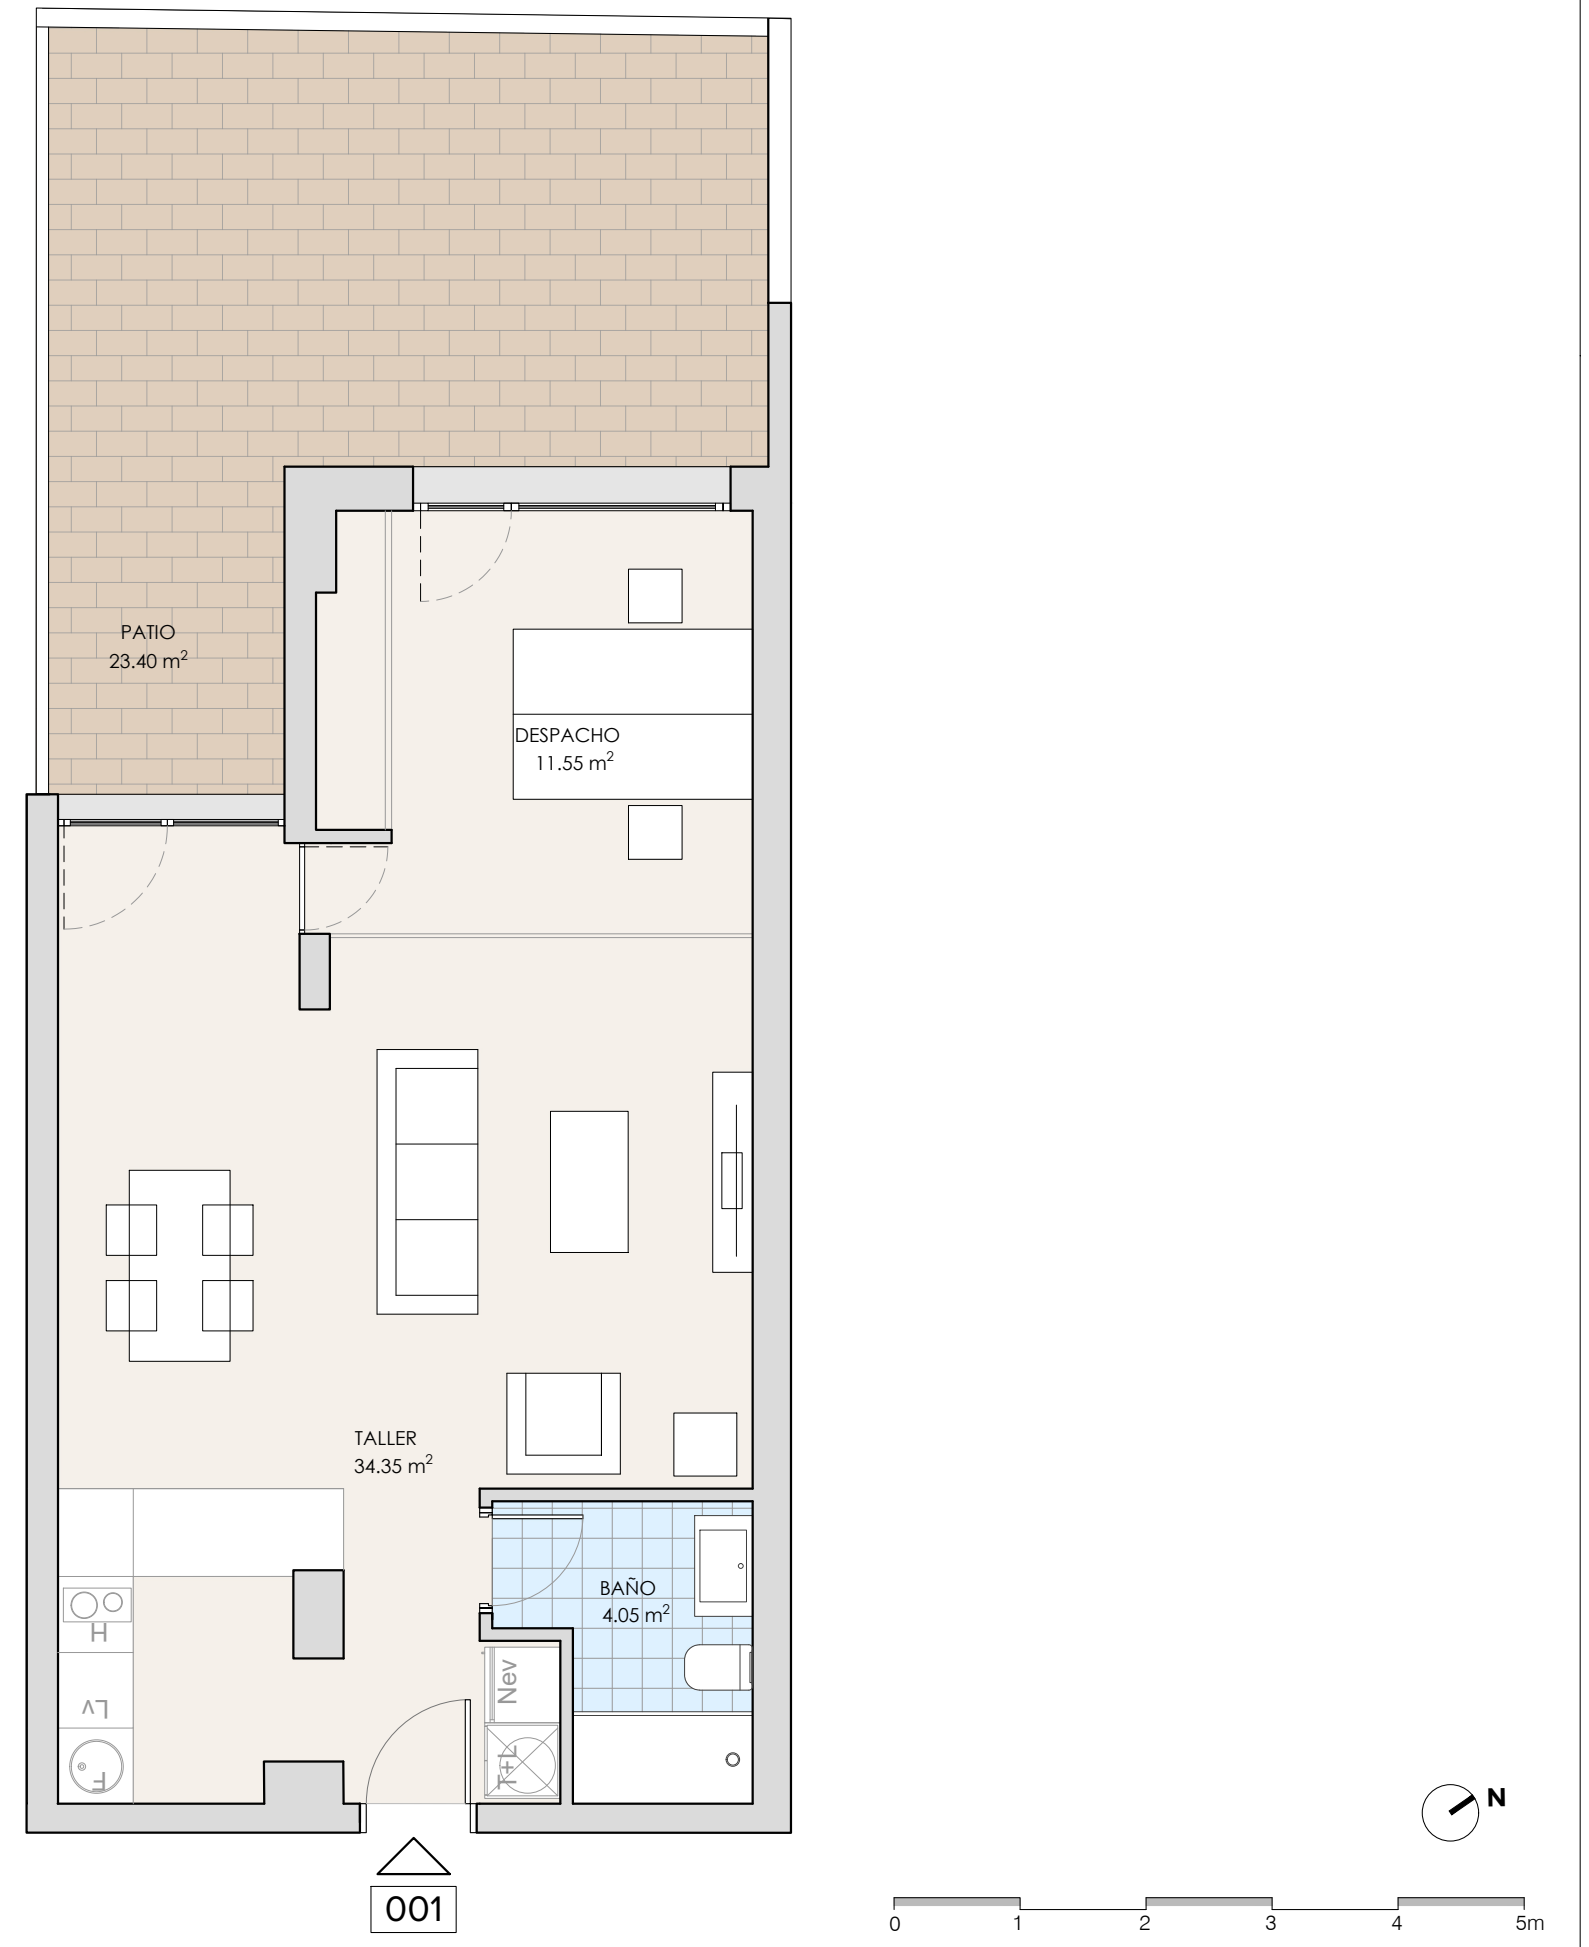 PATIO
23.40 m²
DESPACHO
11.55 m²
TALLER
34.35 m²
BAÑO
4.05 m²
H
Lv
F
Nev
T+L
001
N
0 1 2 3 4 5m